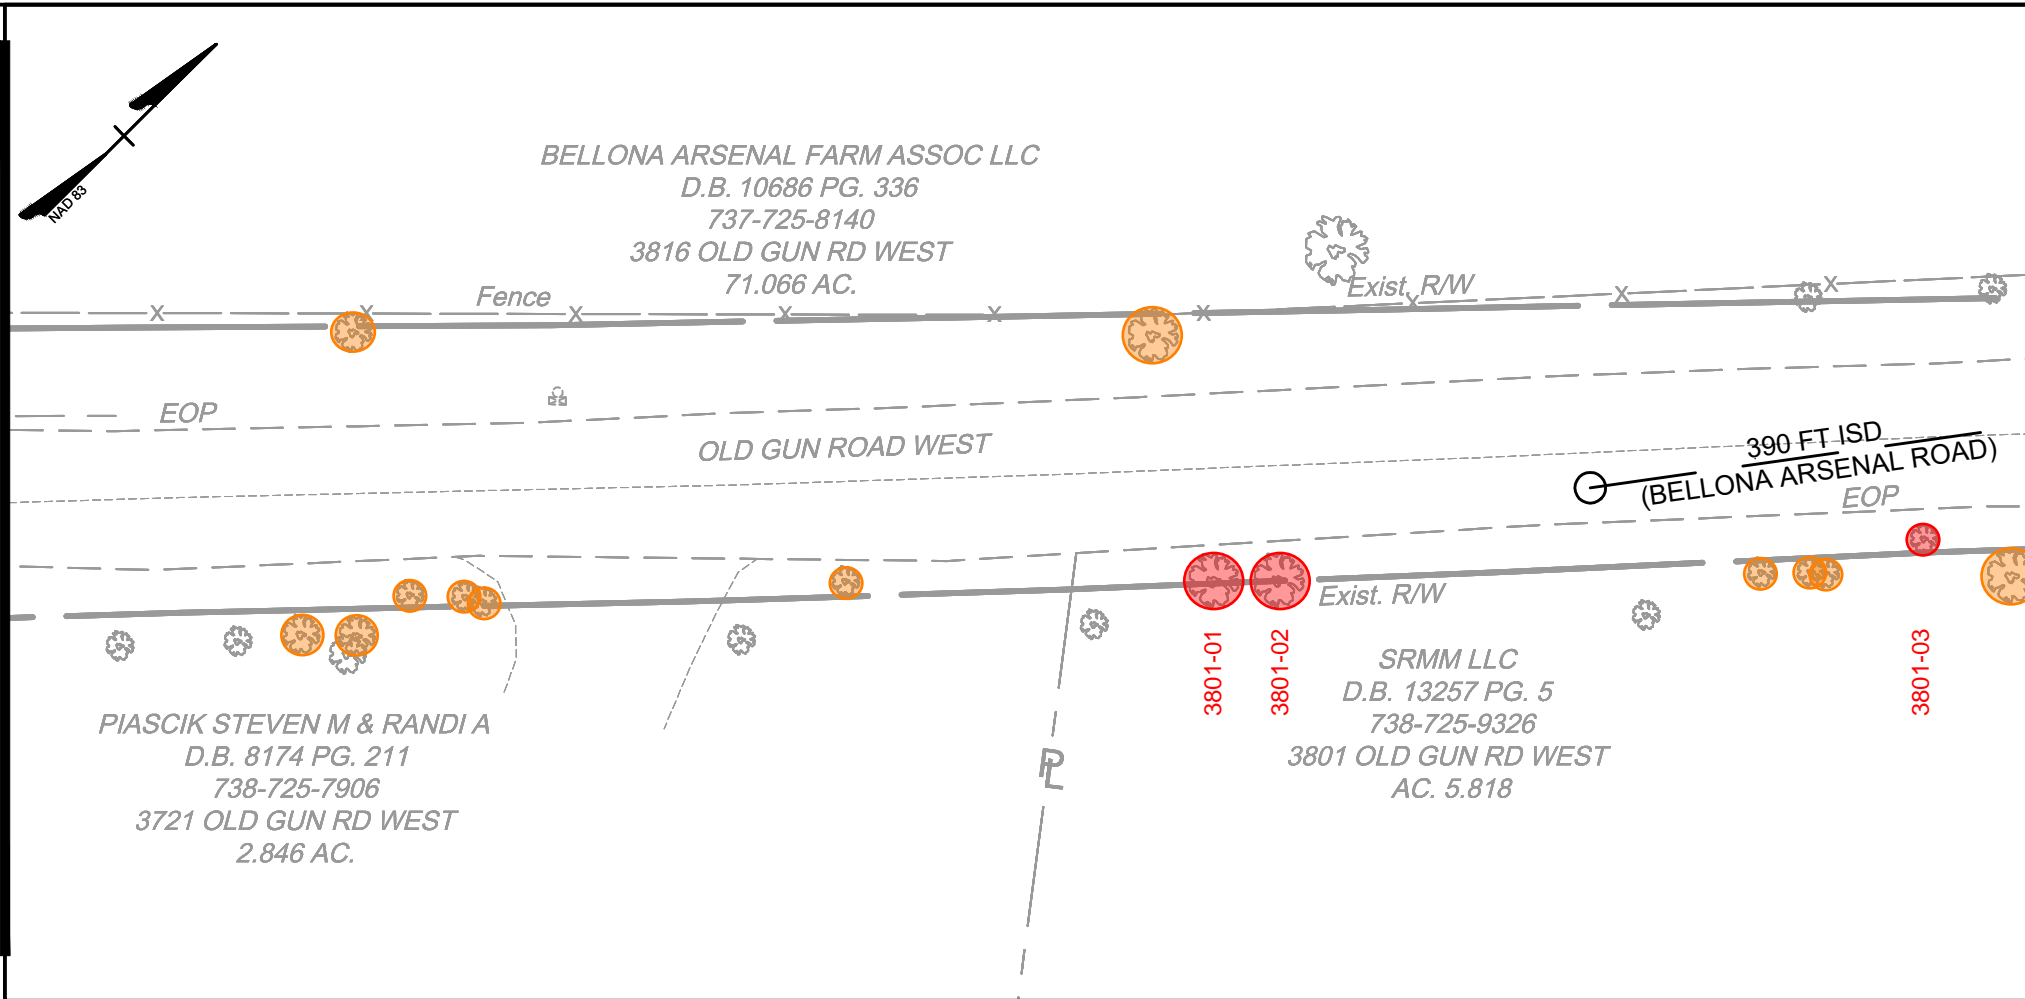 NAD 83
BELLONA ARSENAL FARM ASSOC LLC
D.B. 10686 PG. 336
737-725-8140
3816 OLD GUN RD WEST
71.066 AC.
Fence
Exist. R/W
EOP
OLD GUN ROAD WEST
390 FT ISD
(BELLONA ARSENAL ROAD)
EOP
Exist. R/W
3801-01
3801-02
3801-03
SRMM LLC
D.B. 13257 PG. 5
738-725-9326
3801 OLD GUN RD WEST
AC. 5.818
PIASCIK STEVEN M & RANDI A
D.B. 8174 PG. 211
738-725-7906
3721 OLD GUN RD WEST
2.846 AC.
PL